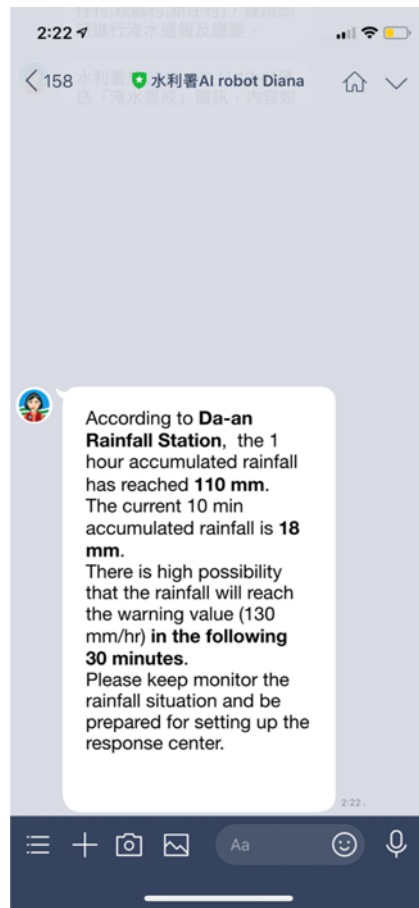 2:22
158
水利署AI robot Diana
According to Da-an
Rainfall Station, the 1
hour accumulated rainfall
has reached 110 mm.
The current 10 min
accumulated rainfall is 18
mm.
There is high possibility
that the rainfall will reach
the warning value (130
mm/hr) in the following
30 minutes.
Please keep monitor the
rainfall situation and be
prepared for setting up the
response center.
2:22
Aa